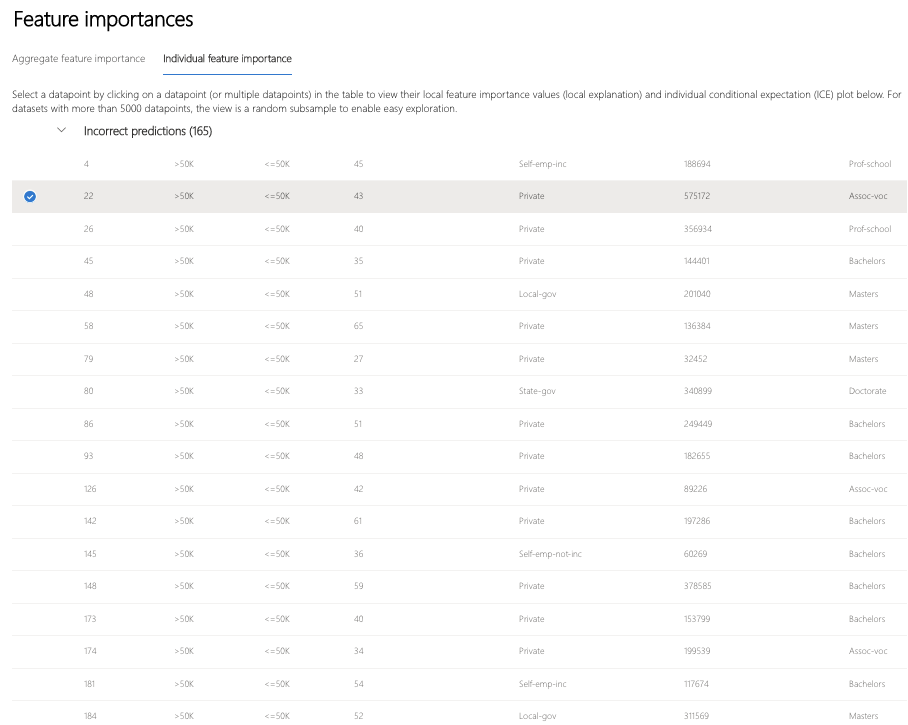 Feature importances
Aggregate feature importance Individual feature importance
Select a datapoint by clicking on a datapoint (or multiple datapoints) in the table to view their local feature importance values (local explanation) and individual conditional expectation (ICE) plot below. For
datasets with more than 5000 datapoints, the view is a random subsample to enable easy exploration.
Incorrect predictions (165)
4 >50K <=50K 45 Self-emp-inc 188694 Prof-school
22 >50K <=50K 43 Private 575172 Assoc-voc
26 >50K <=50K 40 Private 356934 Prof-school
45 >50K <=50K 35 Private 144401 Bachelors
48 >50K <=50K 51 Local-gov 201040 Masters
58 >50K <=50K 65 Private 136384 Masters
79 >50K <=50K 27 Private 32452 Masters
80 >50K <=50K 33 State-gov 340899 Doctorate
86 >50K <=50K 51 Private 249449 Bachelors
93 >50K <=50K 48 Private 182655 Bachelors
126 >50K <=50K 42 Private 89226 Assoc-voc
142 >50K <=50K 61 Private 197286 Bachelors
145 >50K <=50K 36 Self-emp-not-inc 60269 Bachelors
148 >50K <=50K 59 Private 378585 Bachelors
173 >50K <=50K 40 Private 153799 Bachelors
174 >50K <=50K 34 Private 199539 Assoc-voc
181 >50K <=50K 54 Self-emp-inc 117674 Bachelors
184 >50K <=50K 52 Local-gov 311569 Masters